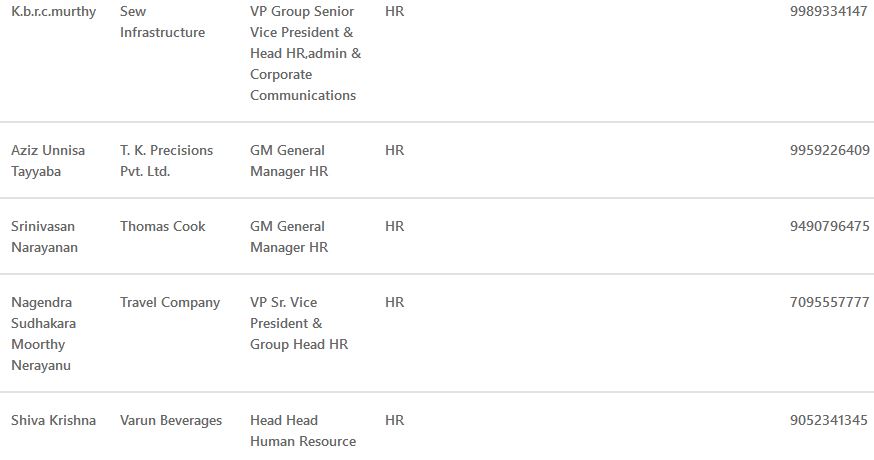 K.b.r.c.murthy Sew VP Group Senior HR 9989334147
Infrastructure Vice President &
Head HR,admin &
Corporate
Communications
Aziz Unnisa T. K. Precisions GM General HR 9959226409
Tayyaba Pvt. Ltd. Manager HR
Srinivasan Thomas Cook GM General HR 9490796475
Narayanan Manager HR
Nagendra Travel Company VP Sr. Vice HR 7095557777
Sudhakara President &
Moorthy Group Head HR
Nerayanu
Shiva Krishna Varun Beverages Head Head HR 9052341345
Human Resource